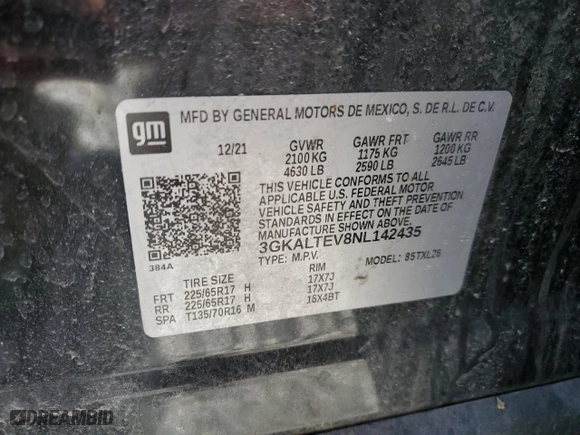 gm
MFD BY GENERAL MOTORS DE MEXICO, S. DE R.L. DE C.V.
12/21 GVWR GAWR FRT GAWR RR
2100 KG 1175 KG 1200 KG
4630 LB 2590 LB 2645 LB
THIS VEHICLE CONFORMS TO ALL
APPLICABLE U.S. FEDERAL MOTOR
VEHICLE SAFETY AND THEFT PREVENTION
STANDARDS IN EFFECT ON THE DATE OF
MANUFACTURE SHOWN ABOVE.
3GKALTEV8NL142435
384A
TYPE: M.P.V. MODEL: 85TXL26
TIRE SIZE RIM
FRT 225/65R17 H 17X7J
RR 225/65R17 H 17X7J
SPA T135/70R16 M 16X4BT
DREAMBID